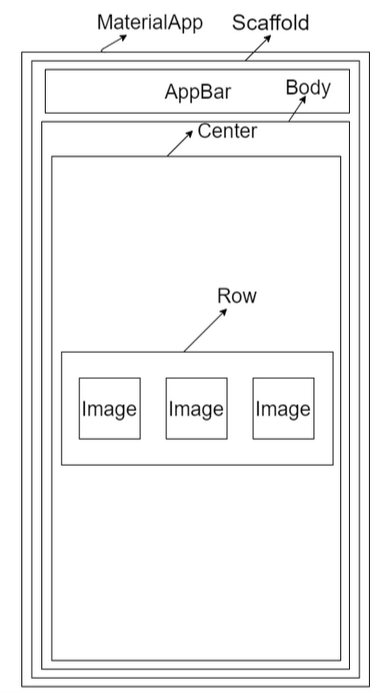 MaterialApp Scaffold
AppBar
Body
Center
Row
Image Image Image